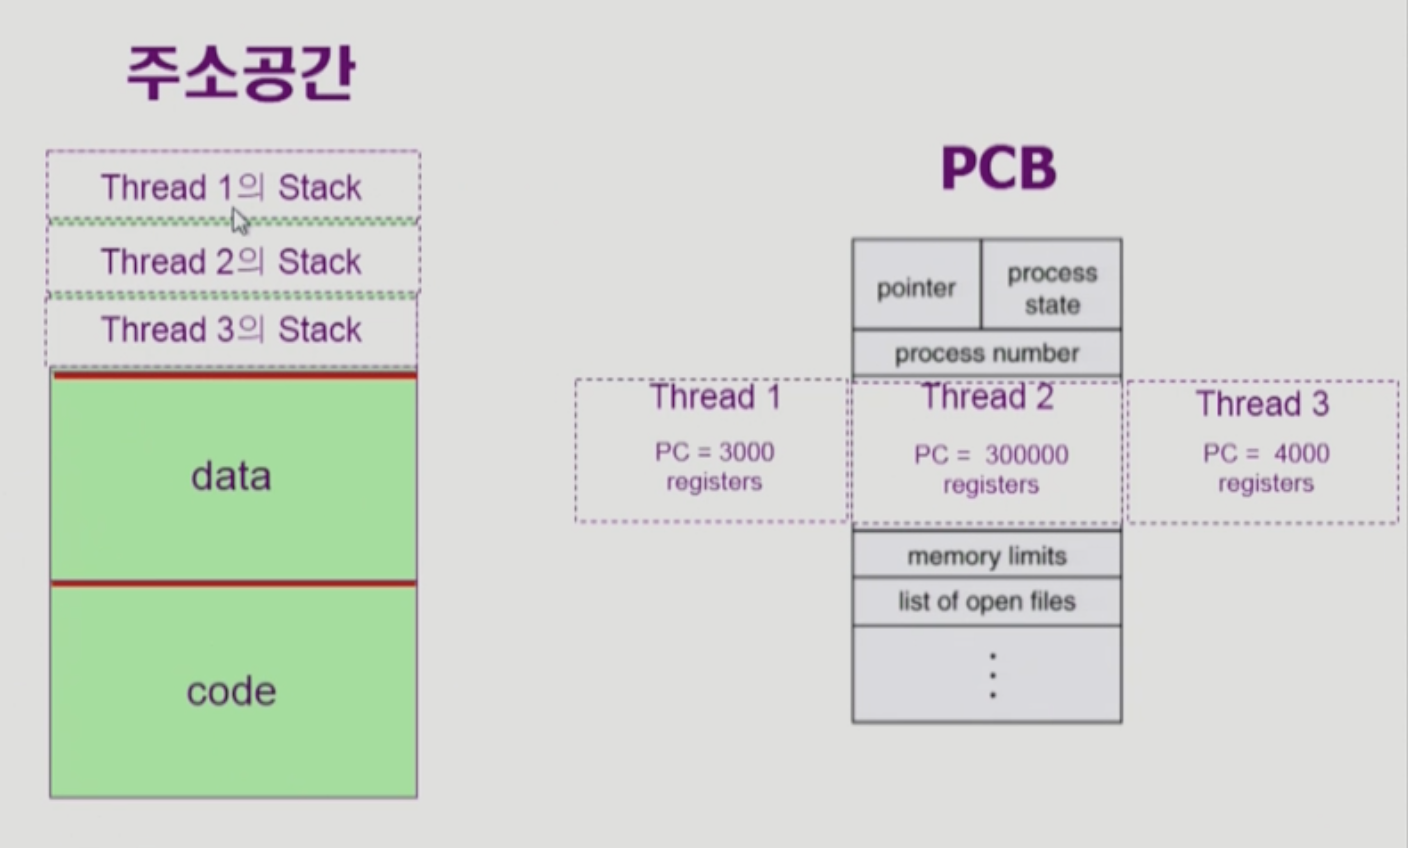 주소공간
Thread 1의 Stack
Thread 2의 Stack
Thread 3의 Stack
data
code
PCB
pointer
process
state
process number
Thread 1
PC = 3000
registers
Thread 2
PC = 300000
registers
Thread 3
PC = 4000
registers
memory limits
list of open files